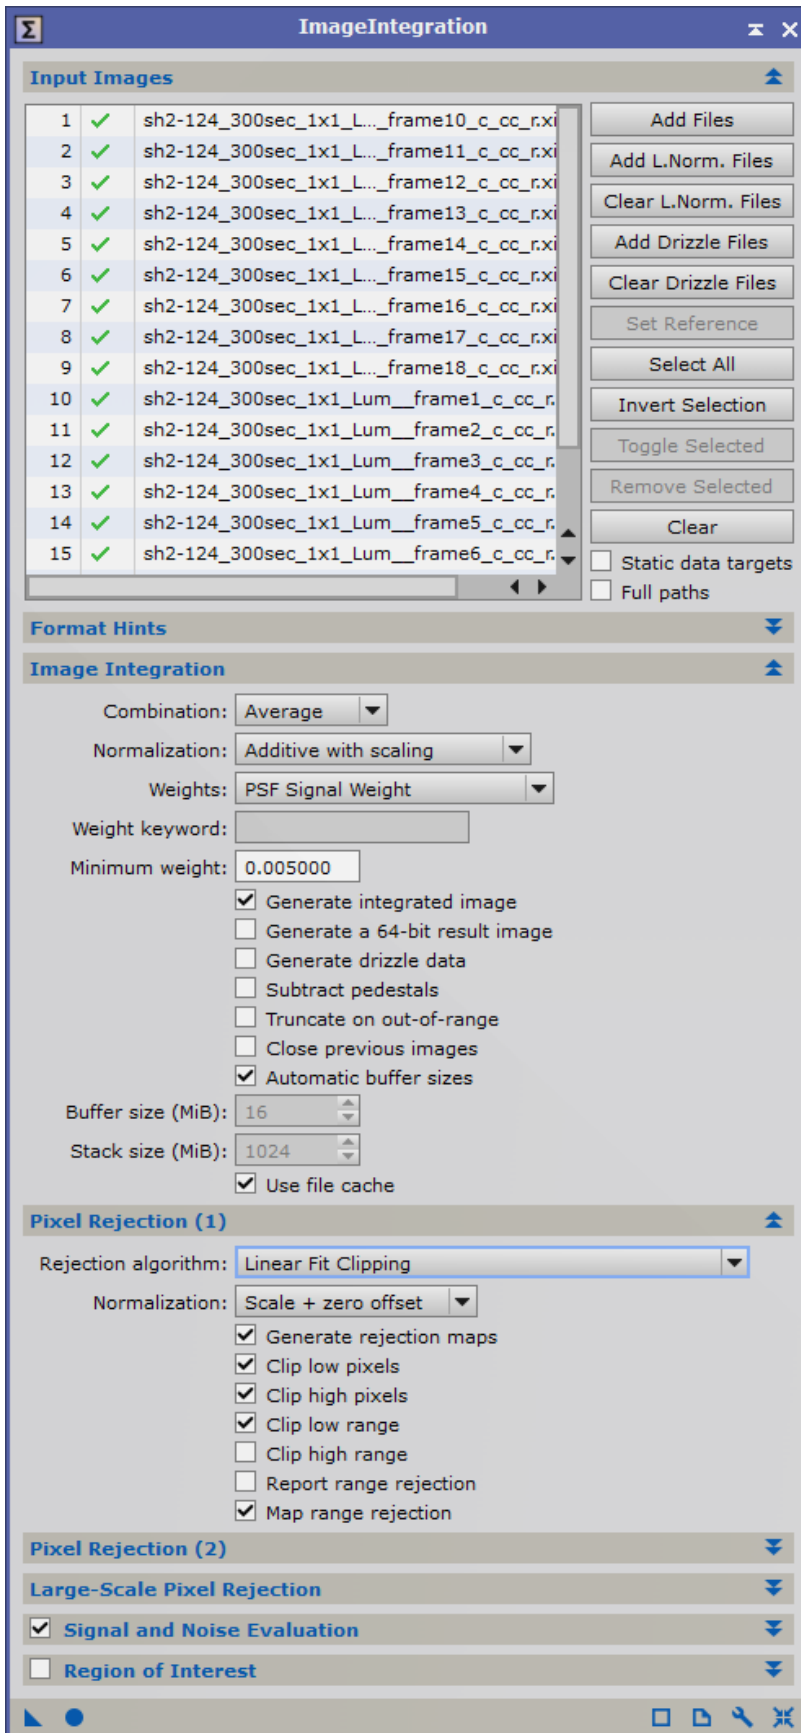 Σ ImageIntegration
Input Images
1 sh2-124_300sec_1x1_L..._frame10_c_cc_r.xi
2 sh2-124_300sec_1x1_L..._frame11_c_cc_r.xi
3 sh2-124_300sec_1x1_L..._frame12_c_cc_r.xi
4 sh2-124_300sec_1x1_L..._frame13_c_cc_r.xi
5 sh2-124_300sec_1x1_L..._frame14_c_cc_r.xi
6 sh2-124_300sec_1x1_L..._frame15_c_cc_r.xi
7 sh2-124_300sec_1x1_L..._frame16_c_cc_r.xi
8 sh2-124_300sec_1x1_L..._frame17_c_cc_r.xi
9 sh2-124_300sec_1x1_L..._frame18_c_cc_r.xi
10 sh2-124_300sec_1x1_Lum__frame1_c_cc_r.
11 sh2-124_300sec_1x1_Lum__frame2_c_cc_r.
12 sh2-124_300sec_1x1_Lum__frame3_c_cc_r.
13 sh2-124_300sec_1x1_Lum__frame4_c_cc_r.
14 sh2-124_300sec_1x1_Lum__frame5_c_cc_r.
15 sh2-124_300sec_1x1_Lum__frame6_c_cc_r.
Add Files
Add L.Norm. Files
Clear L.Norm. Files
Add Drizzle Files
Clear Drizzle Files
Set Reference
Select All
Invert Selection
Toggle Selected
Remove Selected
Clear
Static data targets
Full paths
Format Hints
Image Integration
Combination: Average
Normalization: Additive with scaling
Weights: PSF Signal Weight
Weight keyword:
Minimum weight: 0.005000
Generate integrated image
Generate a 64-bit result image
Generate drizzle data
Subtract pedestals
Truncate on out-of-range
Close previous images
Automatic buffer sizes
Buffer size (MiB): 16
Stack size (MiB): 1024
Use file cache
Pixel Rejection (1)
Rejection algorithm: Linear Fit Clipping
Normalization: Scale + zero offset
Generate rejection maps
Clip low pixels
Clip high pixels
Clip low range
Clip high range
Report range rejection
Map range rejection
Pixel Rejection (2)
Large-Scale Pixel Rejection
Signal and Noise Evaluation
Region of Interest